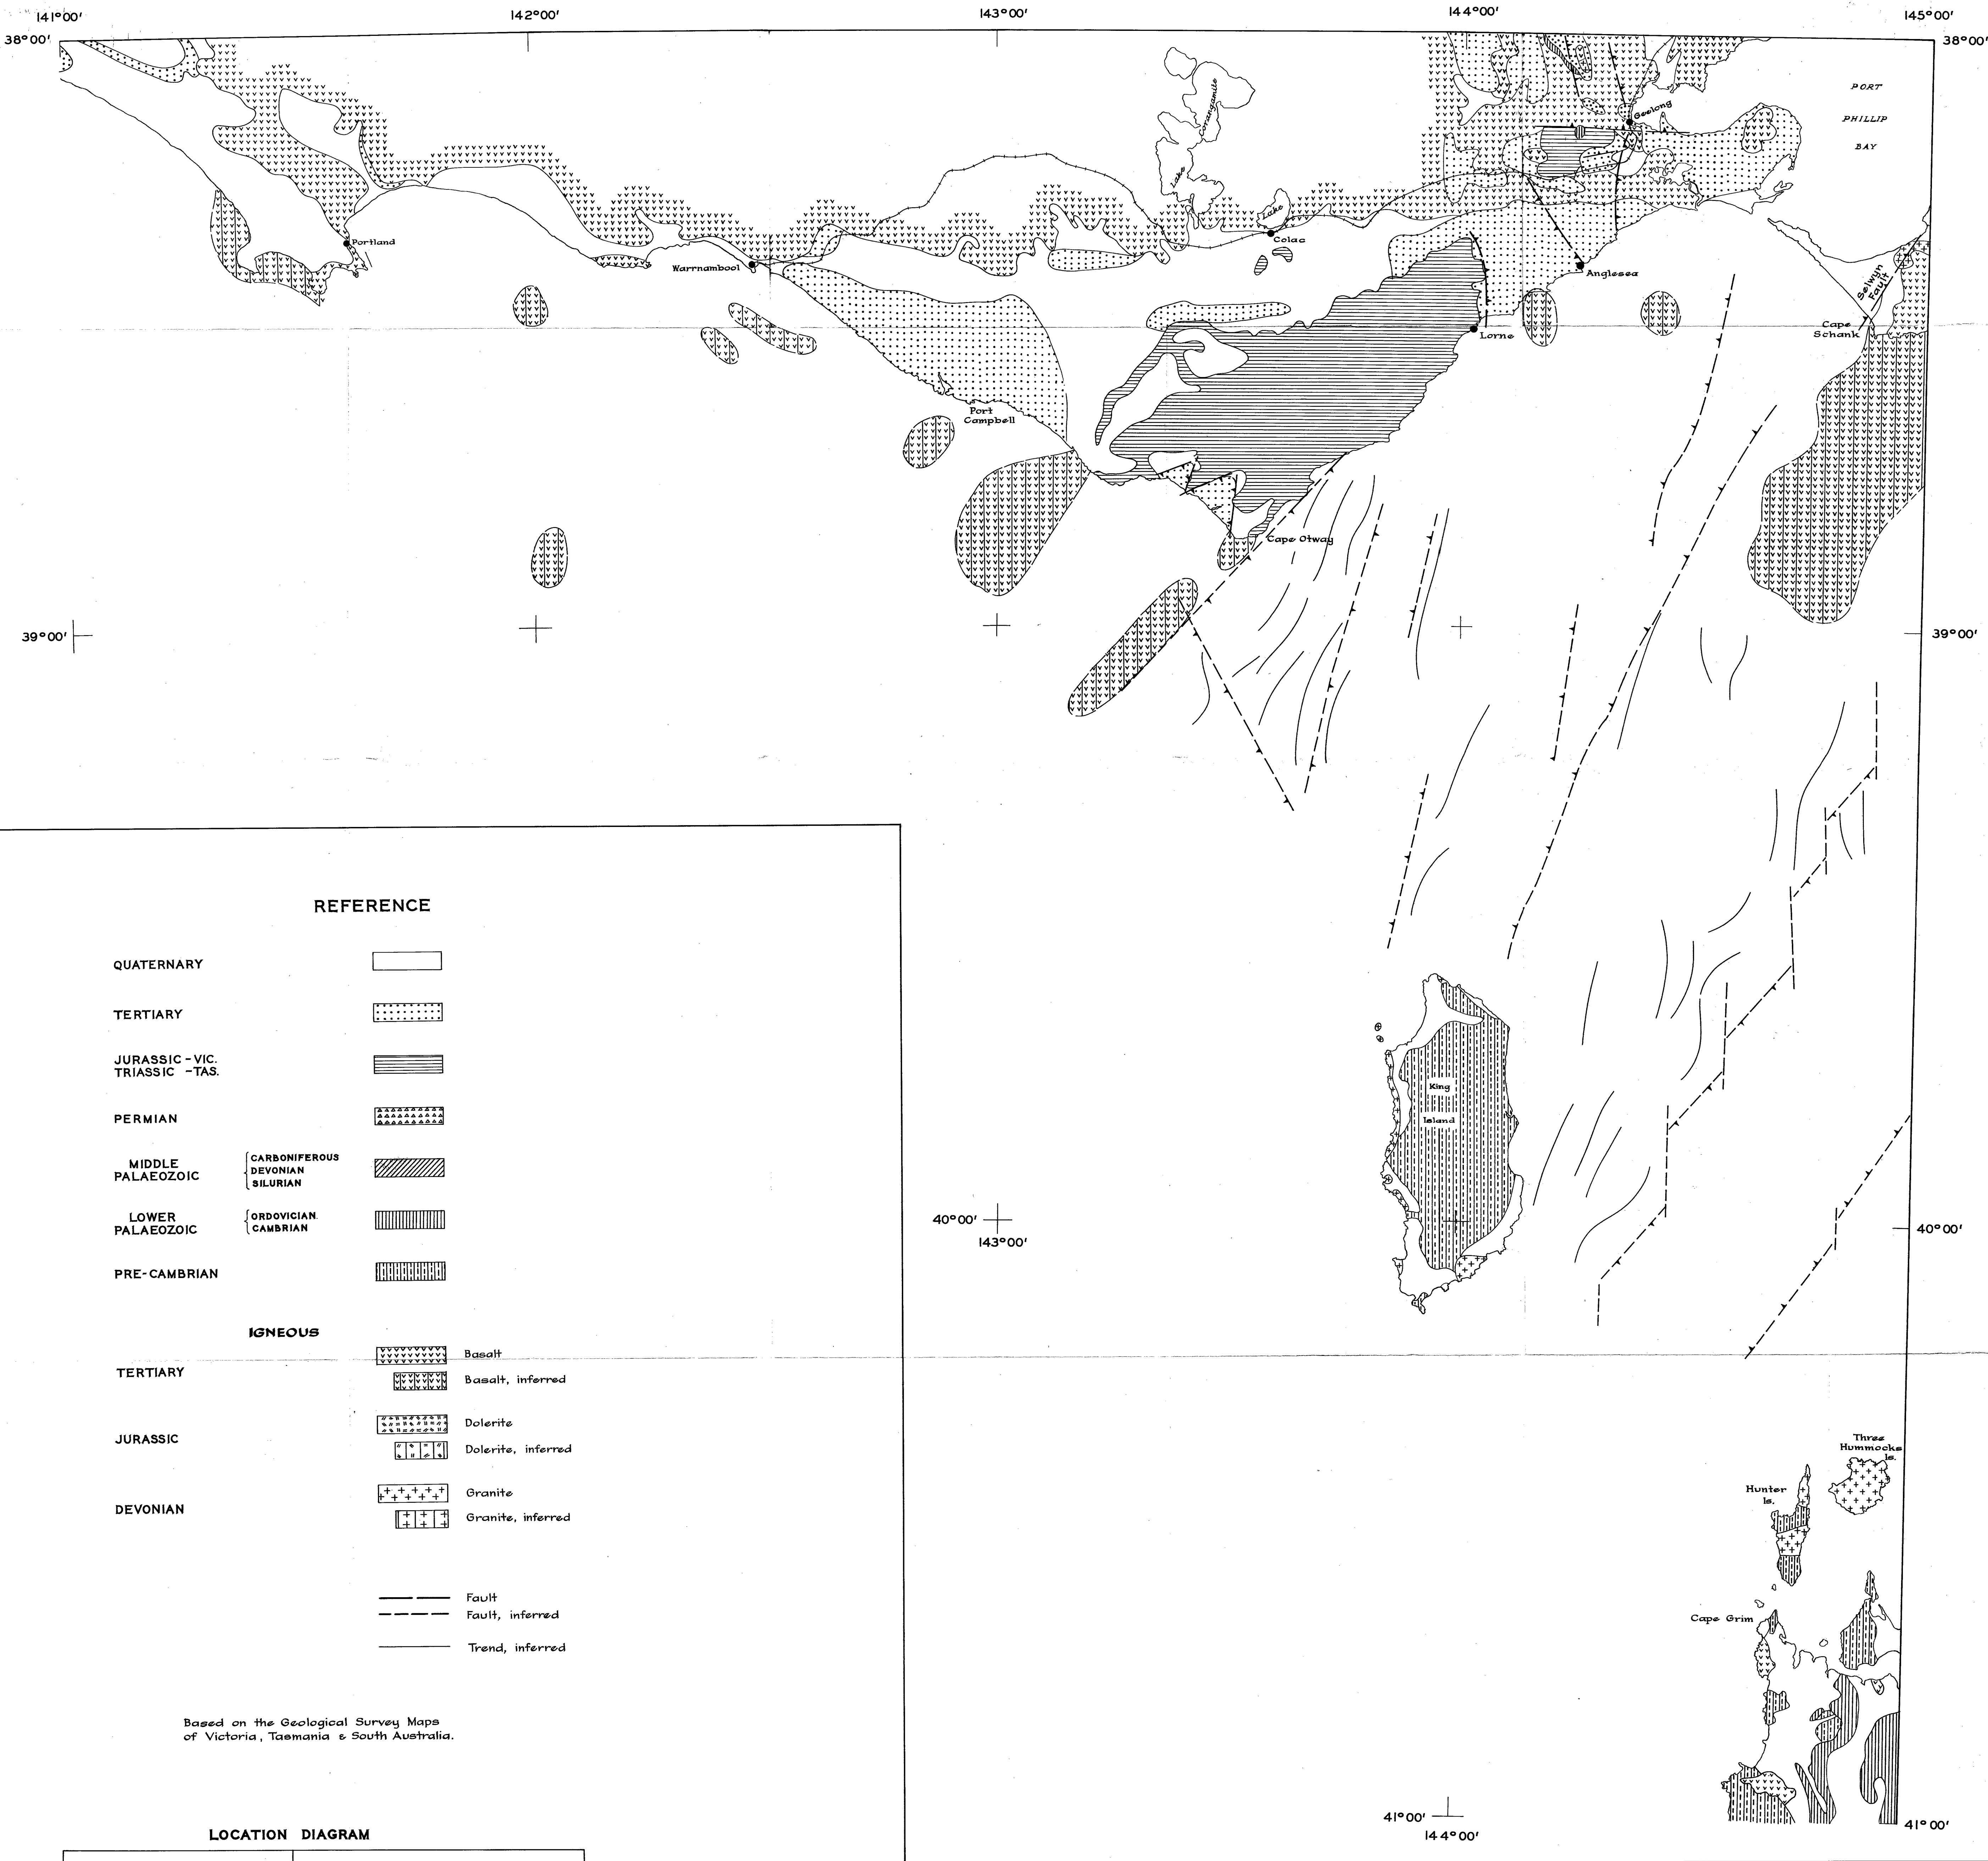 141°00'
142°00'
143°00'
144°00'
145°00'
38°00'
38°00'
PORT
PHILLIP
BAY
Lake Corangamite
Geelong
Portland
Warrnambool
Lake
Colac
Anglesea
Selwyn
Fault
Cape
Schank
Lorne
Port
Campbell
Cape Otway
39°00'
39°00'
REFERENCE
QUATERNARY
TERTIARY
JURASSIC - VIC.
TRIASSIC - TAS.
PERMIAN
MIDDLE
PALAEOZOIC
CARBONIFEROUS
DEVONIAN
SILURIAN
LOWER
PALAEOZOIC
ORDOVICIAN.
CAMBRIAN
PRE-CAMBRIAN
IGNEOUS
TERTIARY
Basalt
Basalt, inferred
JURASSIC
Dolerite
Dolerite, inferred
DEVONIAN
Granite
Granite, inferred
Fault
Fault, inferred
Trend, inferred
Based on the Geological Survey Maps
of Victoria, Tasmania & South Australia.
LOCATION DIAGRAM
King
Island
40°00'
143°00'
40°00'
Three
Hummocks
Is.
Hunter
Is.
Cape Grim
41°00'
144°00'
41°00'